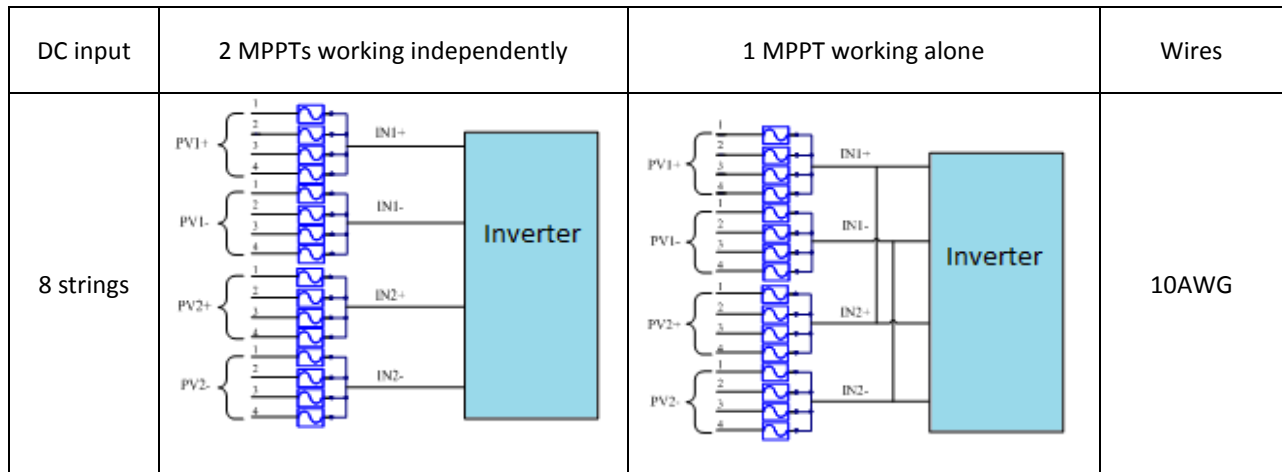 DC input
2 MPPTs working independently
1 MPPT working alone
Wires
8 strings
PV1+
1
2
3
4
IN1+
PV1-
1
2
3
4
IN1-
PV2+
1
2
3
4
IN2+
PV2-
1
2
3
4
IN2-
Inverter
PV1+
1
2
3
4
IN1+
PV1-
1
2
3
4
IN1-
PV2+
1
2
3
4
IN2+
PV2-
1
2
3
4
IN2-
Inverter
10AWG